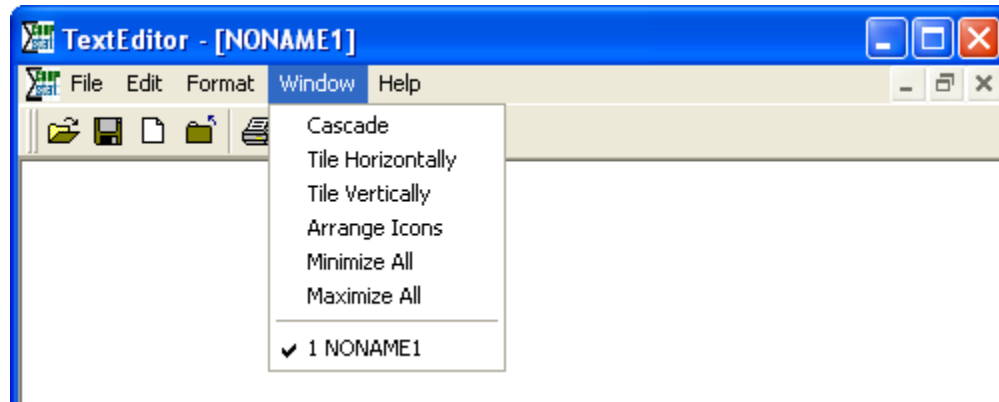 TextEditor - [NONAME1]
File Edit Format Window Help
Cascade
Tile Horizontally
Tile Vertically
Arrange Icons
Minimize All
Maximize All
1 NONAME1